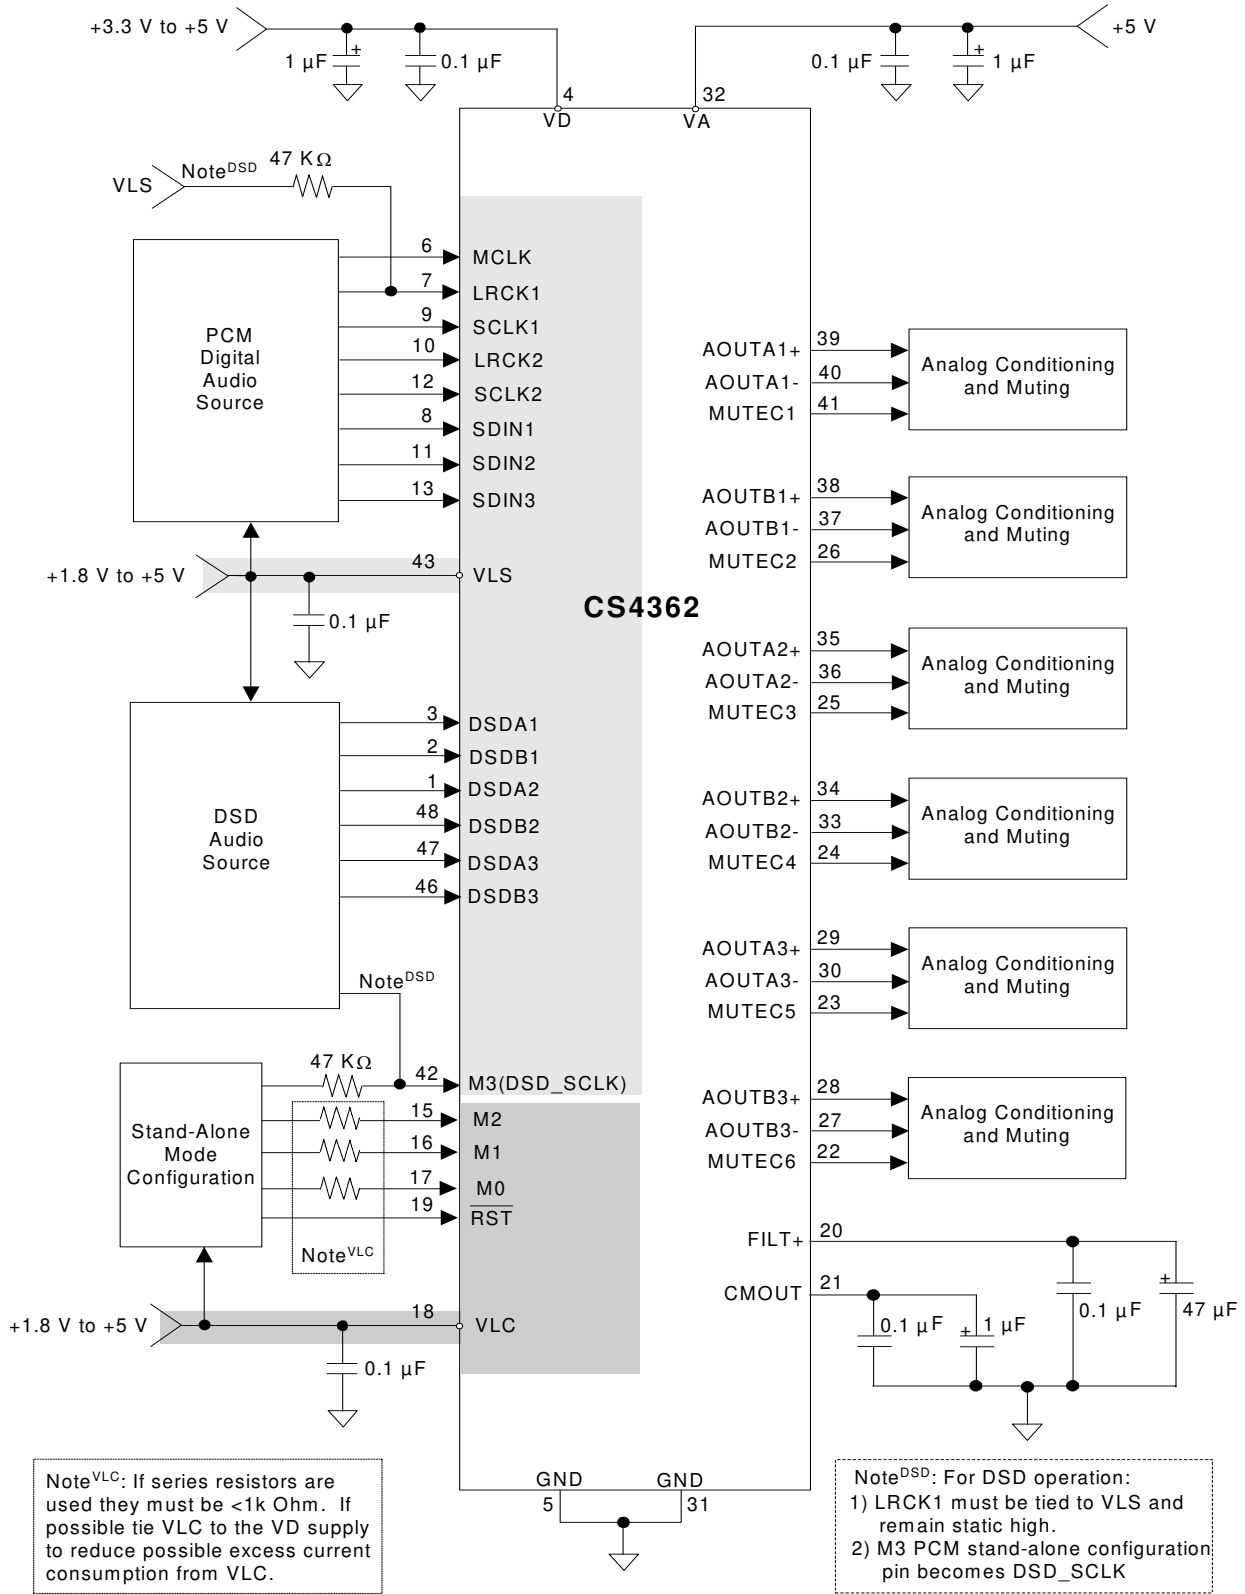 +3.3 V to +5 V
1 µF
+
0.1 µF
0.1 µF
+
1 µF
+5 V
4
32
VD
VA
VLS
Note^DSD
47 KΩ
PCM
Digital
Audio
Source
6
MCLK
7
LRCK1
9
SCLK1
10
LRCK2
12
SCLK2
8
SDIN1
11
SDIN2
13
SDIN3
+1.8 V to +5 V
43
VLS
0.1 µF
CS4362
DSD
Audio
Source
3
DSDA1
2
DSDB1
1
DSDA2
48
DSDB2
47
DSDA3
46
DSDB3
Note^DSD
Stand-Alone
Mode
Configuration
47 KΩ
42
M3(DSD_SCLK)
15
M2
16
M1
17
M0
19
RST
Note^VLC
+1.8 V to +5 V
18
VLC
0.1 µF
AOUTA1+
39
AOUTA1-
40
MUTEC1
41
Analog Conditioning
and Muting
AOUTB1+
38
AOUTB1-
37
MUTEC2
26
Analog Conditioning
and Muting
AOUTA2+
35
AOUTA2-
36
MUTEC3
25
Analog Conditioning
and Muting
AOUTB2+
34
AOUTB2-
33
MUTEC4
24
Analog Conditioning
and Muting
AOUTA3+
29
AOUTA3-
30
MUTEC5
23
Analog Conditioning
and Muting
AOUTB3+
28
AOUTB3-
27
MUTEC6
22
Analog Conditioning
and Muting
FILT+
20
CMOUT
21
0.1 µF
+
1 µF
0.1 µF
+
47 µF
GND
GND
5
31
Note^VLC: If series resistors are
used they must be <1k Ohm. If
possible tie VLC to the VD supply
to reduce possible excess current
consumption from VLC.
Note^DSD: For DSD operation:
1) LRCK1 must be tied to VLS and
remain static high.
2) M3 PCM stand-alone configuration
pin becomes DSD_SCLK